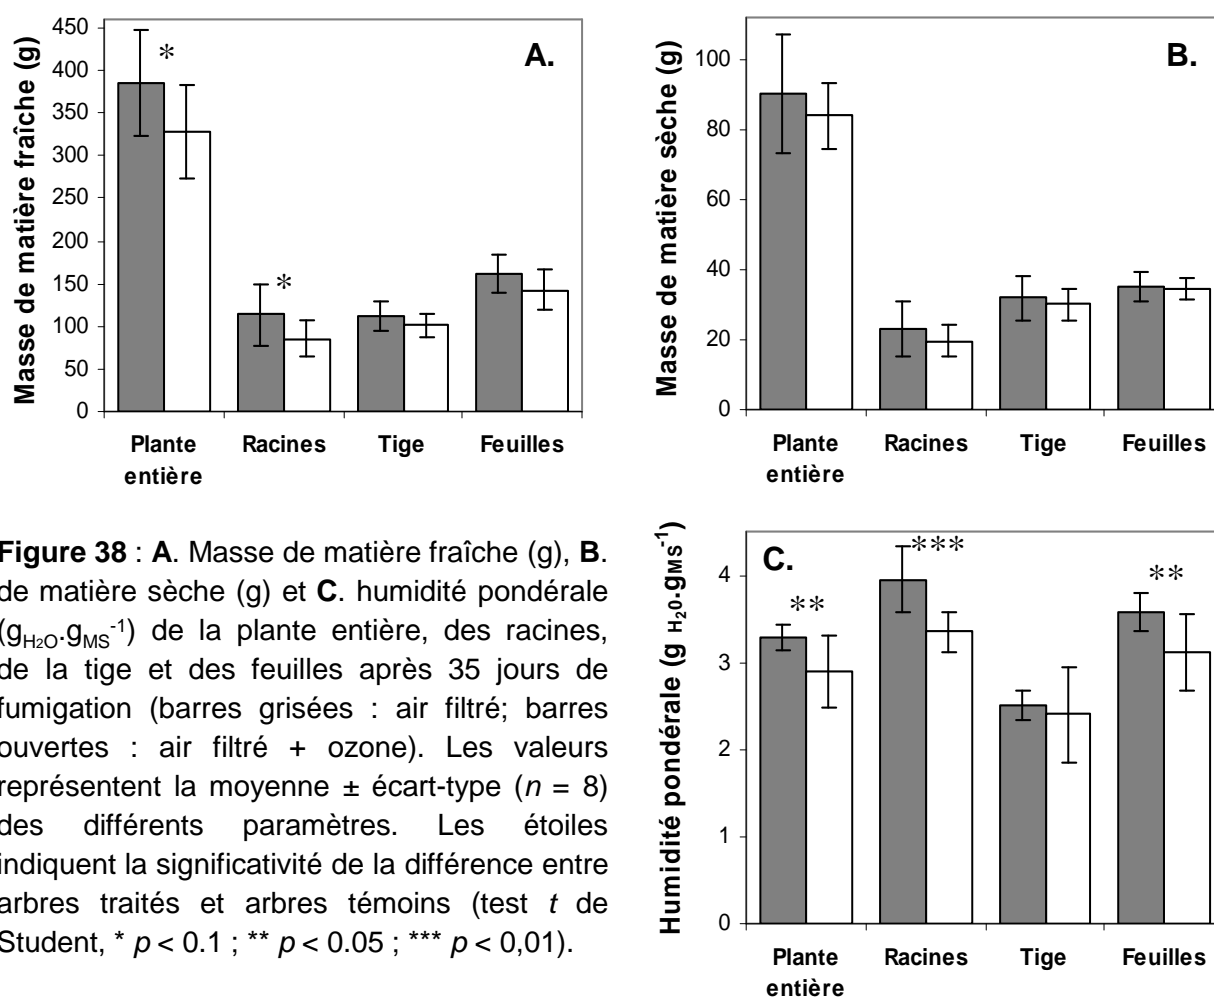 Masse de matière fraîche (g)
450
400
350
300
250
200
150
100
50
0
A.
*
*
Plante entière
Racines
Tige
Feuilles
Masse de matière sèche (g)
100
80
60
40
20
0
B.
Plante entière
Racines
Tige
Feuilles
Figure 38 : A. Masse de matière fraîche (g), B.
de matière sèche (g) et C. humidité pondérale
(g_H2O.g_MS^-1) de la plante entière, des racines,
de la tige et des feuilles après 35 jours de
fumigation (barres grisées : air filtré; barres
ouvertes : air filtré + ozone). Les valeurs
représentent la moyenne ± écart-type (n = 8)
des différents paramètres. Les étoiles
indiquent la significativité de la différence entre
arbres traités et arbres témoins (test t de
Student, * p < 0.1 ; ** p < 0.05 ; *** p < 0,01).
Humidité pondérale (g H20.gMS^-1)
4
3
2
1
0
C.
**
***
**
Plante entière
Racines
Tige
Feuilles